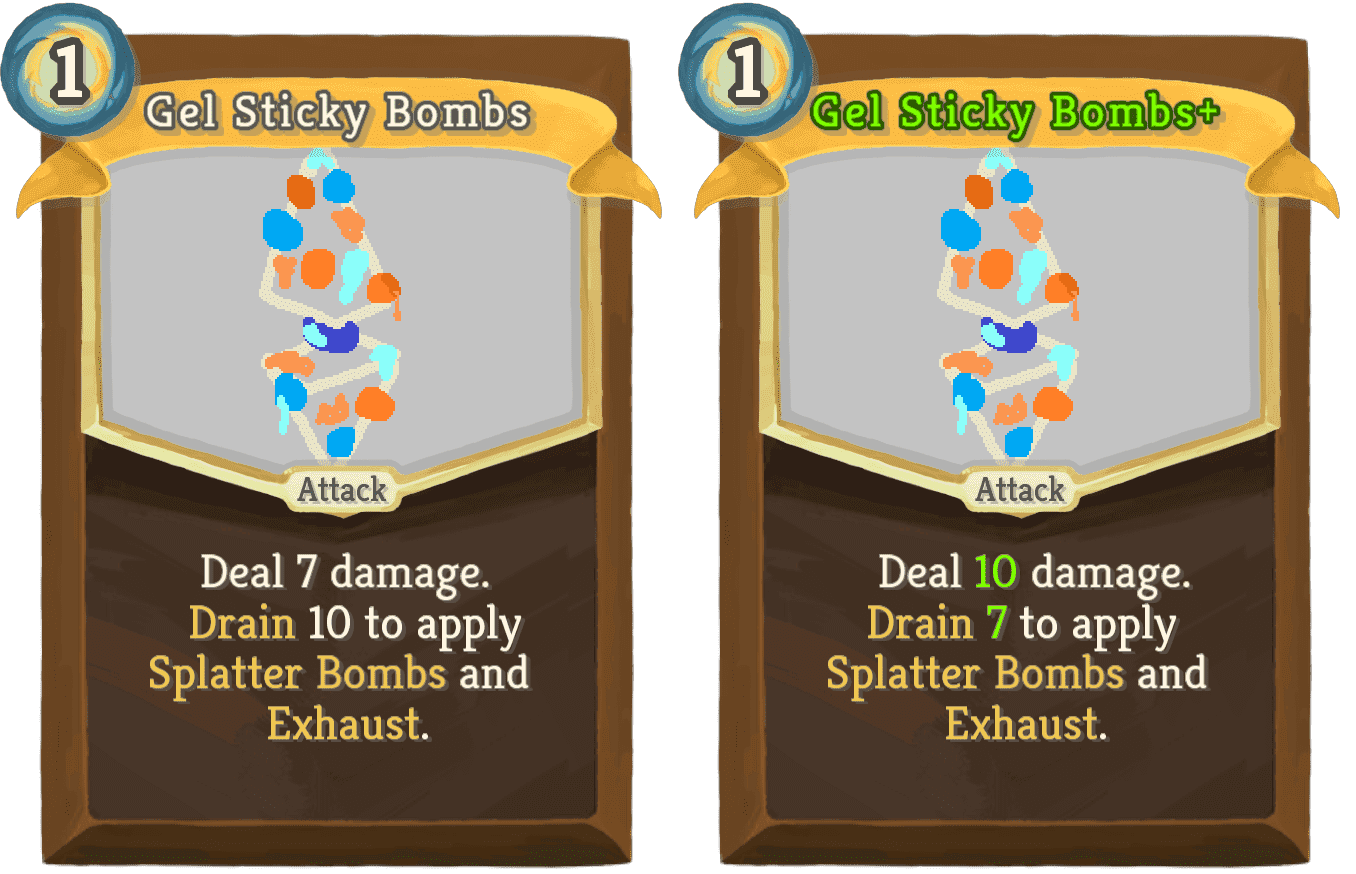 1
Gel Sticky Bombs
Attack
Deal 7 damage.
Drain 10 to apply
Splatter Bombs and
Exhaust.
1
Gel Sticky Bombs+
Attack
Deal 10 damage.
Drain 7 to apply
Splatter Bombs and
Exhaust.